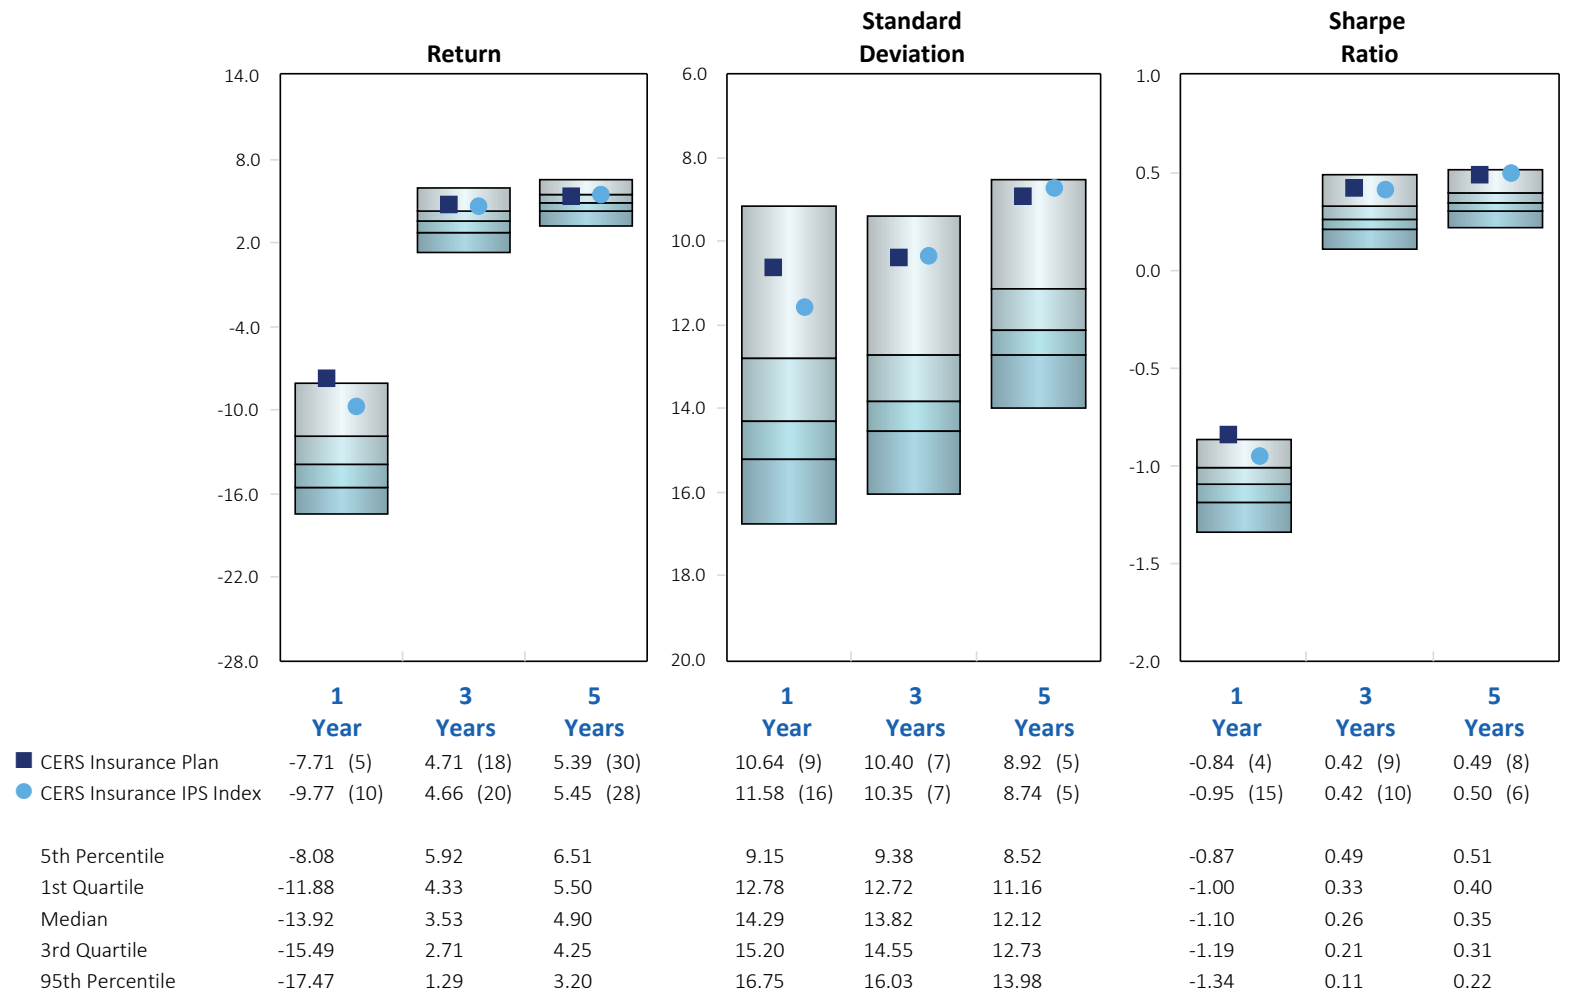 Return
Standard
Deviation
Sharpe
Ratio
14.0
8.0
2.0
-4.0
-10.0
-16.0
-22.0
-28.0
6.0
8.0
10.0
12.0
14.0
16.0
18.0
20.0
1.0
0.5
0.0
-0.5
-1.0
-1.5
-2.0
1 Year 3 Years 5 Years 1 Year 3 Years 5 Years 1 Year 3 Years 5 Years
CERS Insurance Plan -7.71 (5) 4.71 (18) 5.39 (30) 10.64 (9) 10.40 (7) 8.92 (5) -0.84 (4) 0.42 (9) 0.49 (8)
CERS Insurance IPS Index -9.77 (10) 4.66 (20) 5.45 (28) 11.58 (16) 10.35 (7) 8.74 (5) -0.95 (15) 0.42 (10) 0.50 (6)
5th Percentile -8.08 5.92 6.51 9.15 9.38 8.52 -0.87 0.49 0.51
1st Quartile -11.88 4.33 5.50 12.78 12.72 11.16 -1.00 0.33 0.40
Median -13.92 3.53 4.90 14.29 13.82 12.12 -1.10 0.26 0.35
3rd Quartile -15.49 2.71 4.25 15.20 14.55 12.73 -1.19 0.21 0.31
95th Percentile -17.47 1.29 3.20 16.75 16.03 13.98 -1.34 0.11 0.22